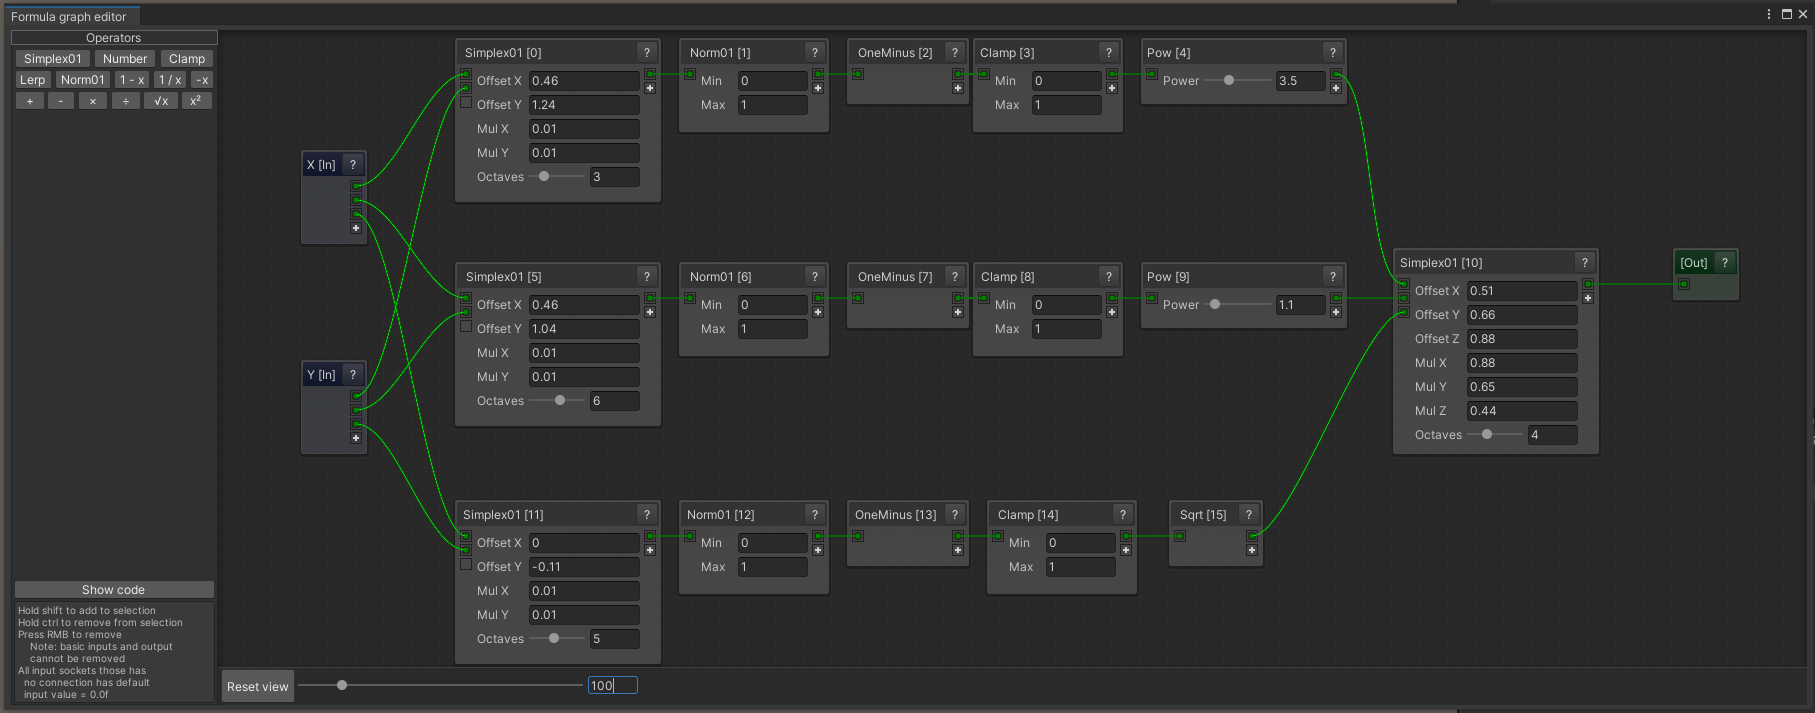 Formula graph editor
Operators
Simplex01 Number Clamp
Lerp Norm01 1 - x 1 / x -x
+ - × ÷ √x x²
Show code
Hold shift to add to selection
Hold ctrl to remove from selection
Press RMB to remove
Note: basic inputs and output
cannot be removed
All input sockets those has
no connection has default
input value = 0.0f
X [In] ?
Y [In] ?
Simplex01 [0] ?
Offset X 0.46
Offset Y 1.24
Mul X 0.01
Mul Y 0.01
Octaves 3
Norm01 [1] ?
Min 0
Max 1
OneMinus [2] ?
Clamp [3] ?
Min 0
Max 1
Pow [4] ?
Power 3.5
Simplex01 [5] ?
Offset X 0.46
Offset Y 1.04
Mul X 0.01
Mul Y 0.01
Octaves 6
Norm01 [6] ?
Min 0
Max 1
OneMinus [7] ?
Clamp [8] ?
Min 0
Max 1
Pow [9] ?
Power 1.1
Simplex01 [10] ?
Offset X 0.51
Offset Y 0.66
Offset Z 0.88
Mul X 0.88
Mul Y 0.65
Mul Z 0.44
Octaves 4
[Out] ?
Simplex01 [11] ?
Offset X 0
Offset Y -0.11
Mul X 0.01
Mul Y 0.01
Octaves 5
Norm01 [12] ?
Min 0
Max 1
OneMinus [13] ?
Clamp [14] ?
Min 0
Max 1
Sqrt [15] ?
Reset view 100